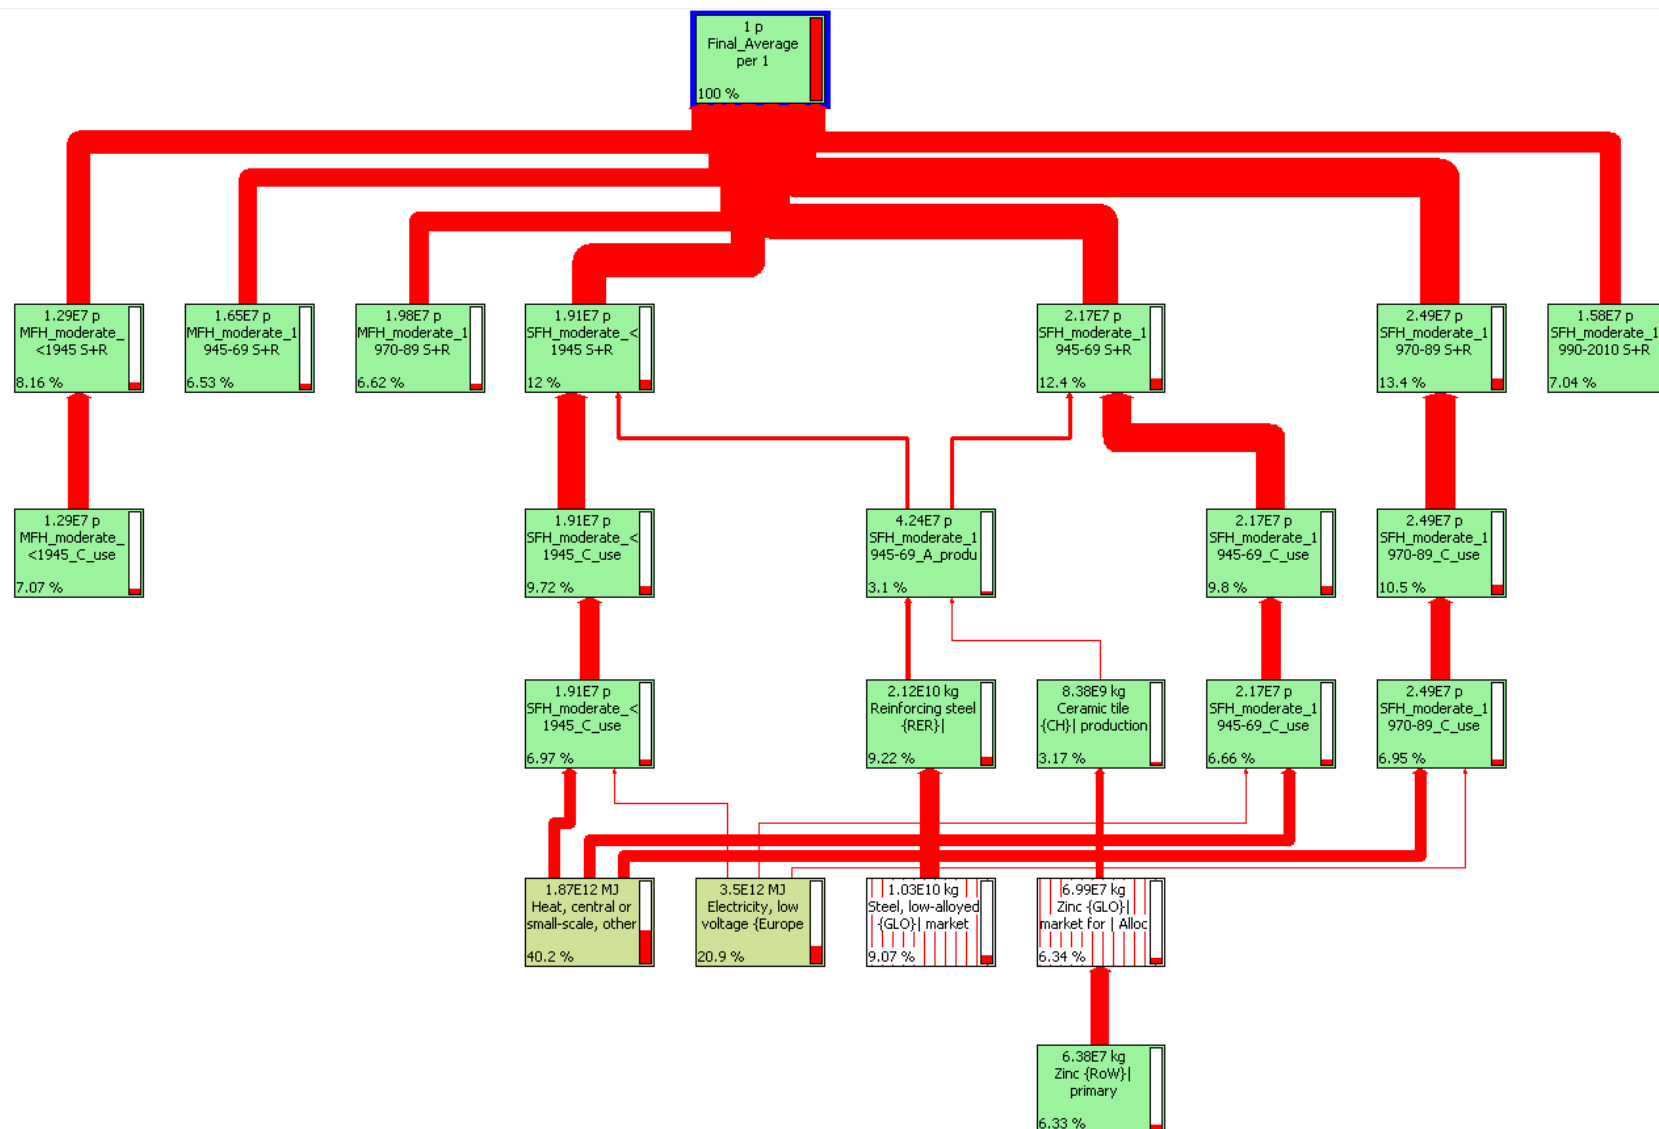 1 p
Final_Average
per 1
100 %
1.29E7 p
MFH_moderate_
<1945 S+R
8.16 %
1.65E7 p
MFH_moderate_1
945-69 S+R
6.53 %
1.98E7 p
MFH_moderate_1
970-89 S+R
6.62 %
1.91E7 p
SFH_moderate_<
1945 S+R
12 %
2.17E7 p
SFH_moderate_1
945-69 S+R
12.4 %
2.49E7 p
SFH_moderate_1
970-89 S+R
13.4 %
1.58E7 p
SFH_moderate_1
990-2010 S+R
7.04 %
1.29E7 p
MFH_moderate_
<1945_C_use
7.07 %
1.91E7 p
SFH_moderate_<
1945_C_use
9.72 %
4.24E7 p
SFH_moderate_1
945-69_A_produ
3.1 %
2.17E7 p
SFH_moderate_1
945-69_C_use
9.8 %
2.49E7 p
SFH_moderate_1
970-89_C_use
10.5 %
1.91E7 p
SFH_moderate_<
1945_C_use
6.97 %
2.12E10 kg
Reinforcing steel
{RER}|
9.22 %
8.38E9 kg
Ceramic tile
{CH}| production
3.17 %
2.17E7 p
SFH_moderate_1
945-69_C_use
6.66 %
2.49E7 p
SFH_moderate_1
970-89_C_use
6.95 %
1.87E12 MJ
Heat, central or
small-scale, other
40.2 %
3.5E12 MJ
Electricity, low
voltage {Europe
20.9 %
1.03E10 kg
Steel, low-alloyed
{GLO}| market
9.07 %
6.99E7 kg
Zinc {GLO}|
market for | Alloc
6.34 %
6.38E7 kg
Zinc {RoW}|
primary
6.33 %